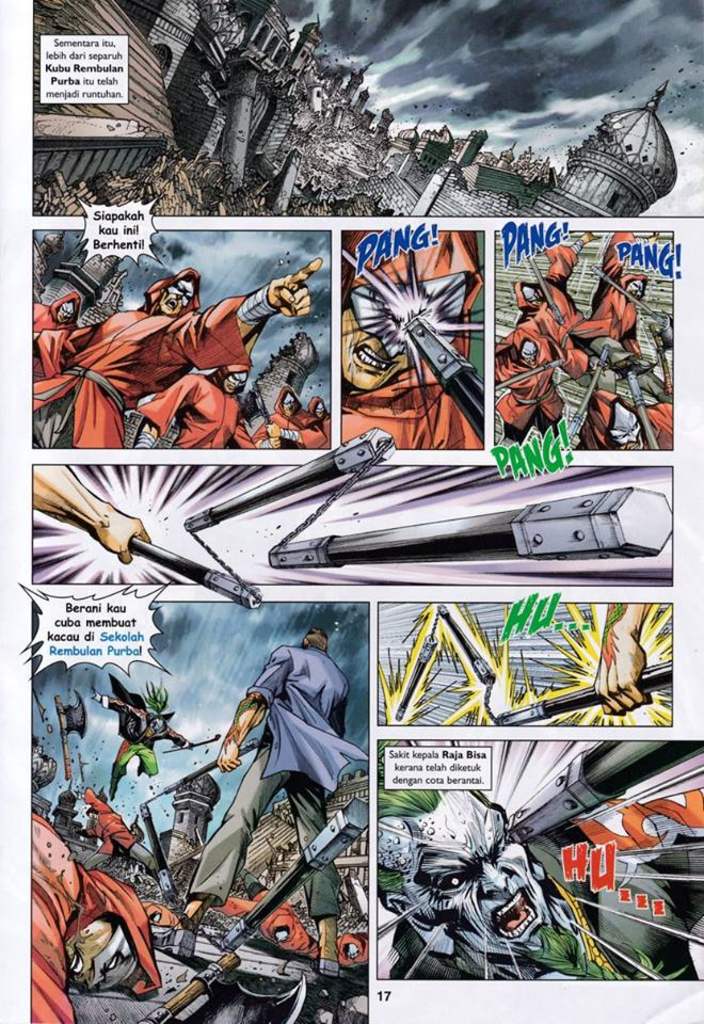 Sementara itu,
lebih dari separuh
Kubu Rembulan
Purba itu telah
menjadi runtuhan.
Siapakah
kau ini!
Berhenti!
PANG!
PANG!
PANG!
PANG!
Berani kau
cuba membuat
kacau di Sekolah
Rembulan Purba!
HU...
Sakit kepala Raja Bisa
kerana telah diketuk
dengan cota berantai.
HU...
17